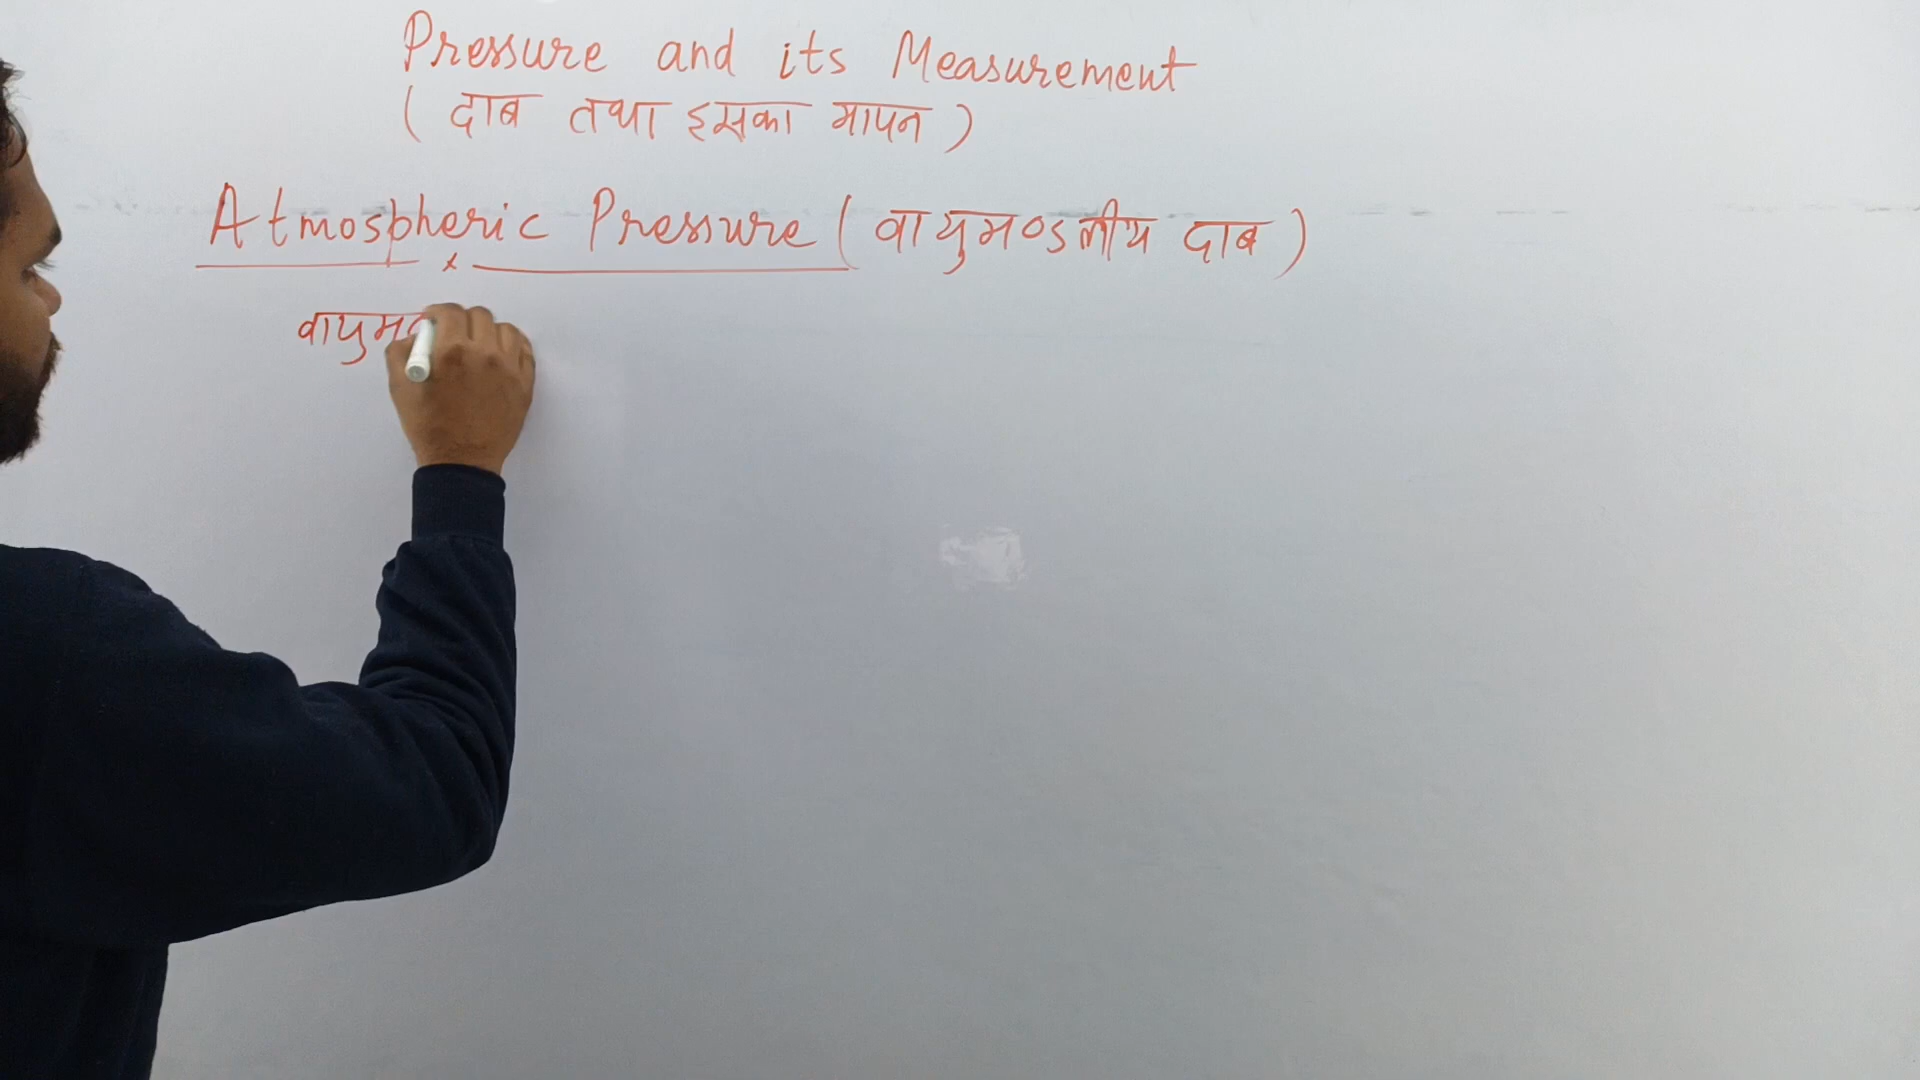 Pressure and its Measurement
( दाब तथा इसका मापन )
Atmospheric Pressure ( वायुमण्डलीय दाब )